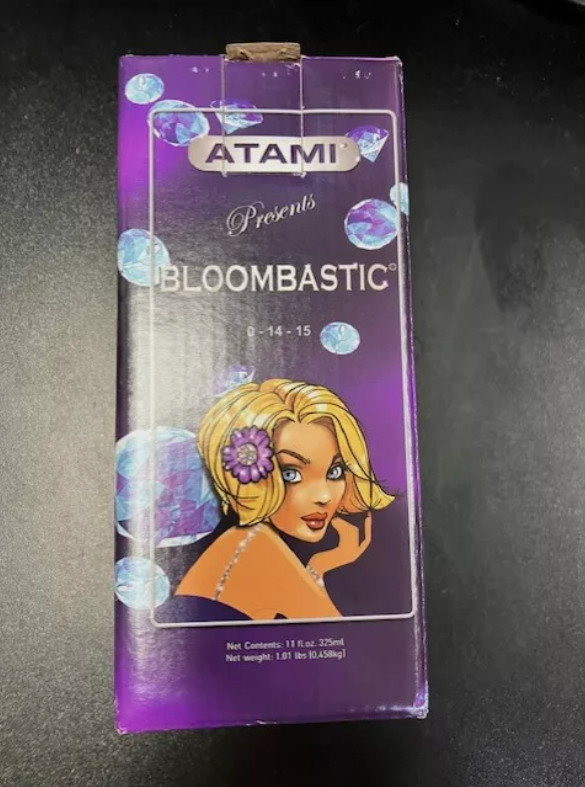 ATAMI
Presents
BLOOMBASTIC©
0 - 14 - 15
Net Contents: 11 fl.oz. 325ml
Net weight: 1.01 lbs (0,458kg)